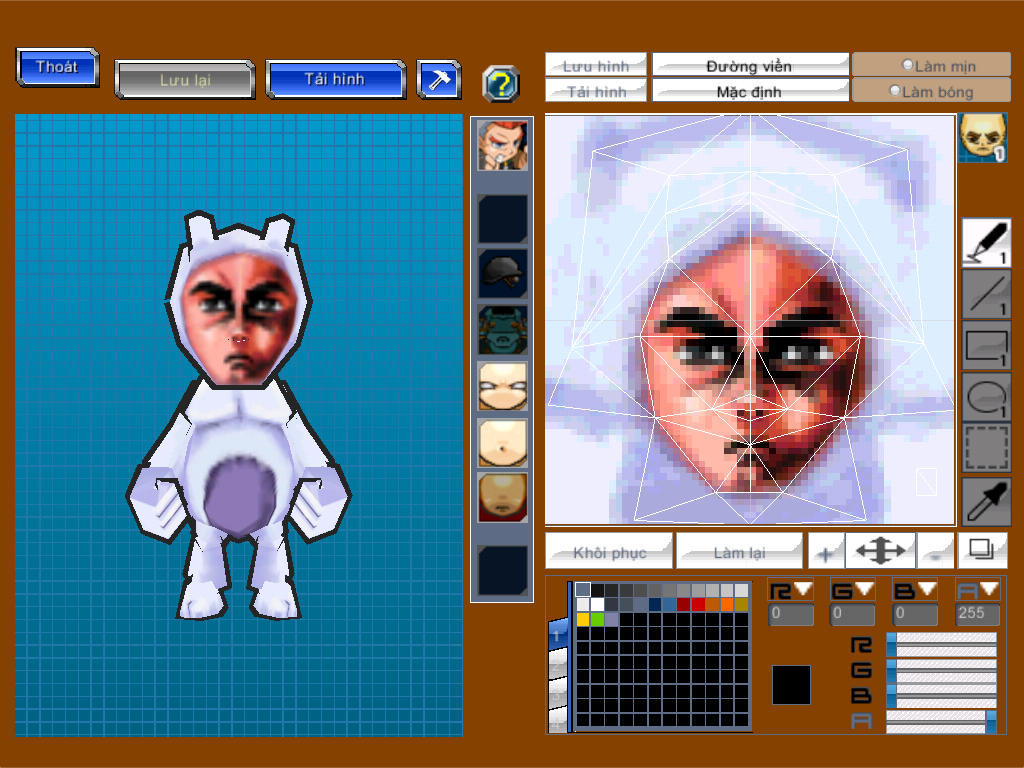 Thoát
Lưu lại
Tải hình
?
Lưu hình
Đường viền
Làm mịn
Tải hình
Mặc định
Làm bóng
1
1
1
1
1
Khôi phục
Làm lại
+
-
1
R
G
B
A
0
0
0
255
R
G
B
A